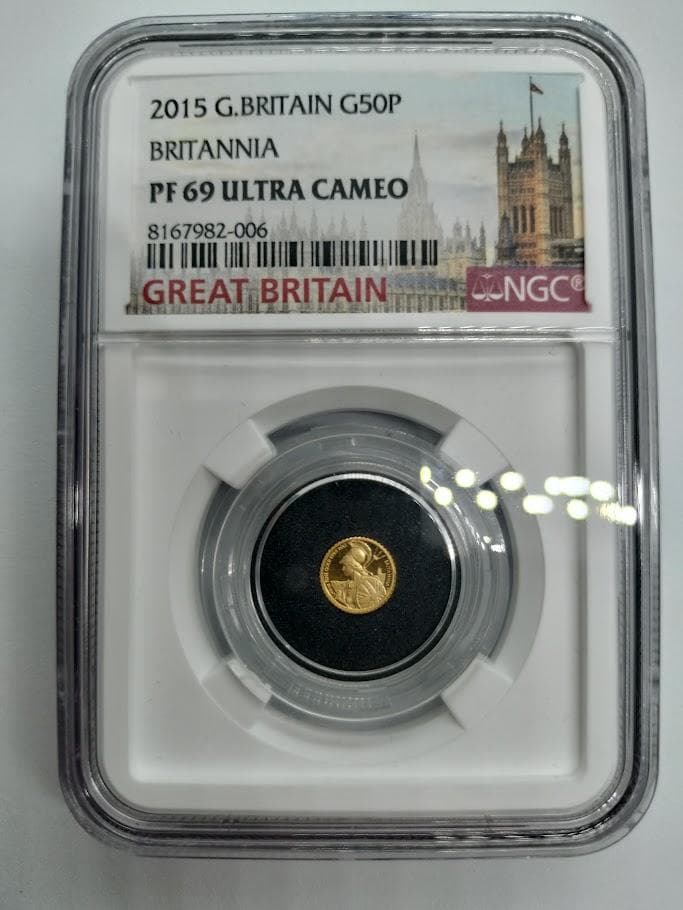 2015 G.BRITAIN G50P
BRITANNIA
PF 69 ULTRA CAMEO
8167982-006
GREAT BRITAIN
NGC®